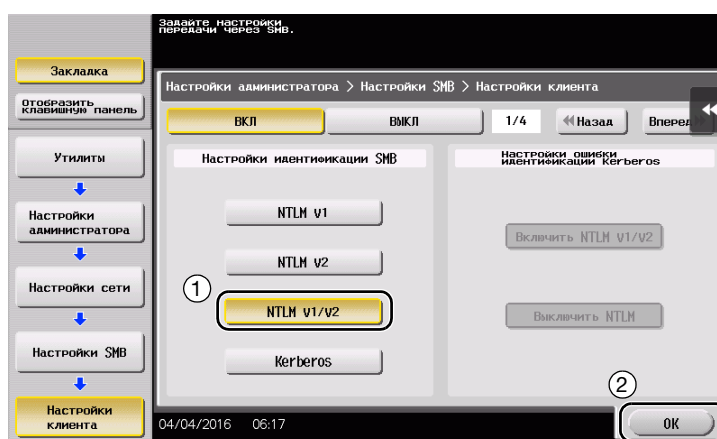 Задайте настройки
передачи через SMB.
Закладка
Отобразить
клавишную панель
Утилиты
Настройки
администратора
Настройки сети
Настройки SMB
Настройки
клиента
Настройки администратора > Настройки SMB > Настройки клиента
ВКЛ
ВЫКЛ
1/4
Назад
Вперед
Настройки идентификации SMB
NTLM V1
NTLM V2
1
NTLM V1/V2
Kerberos
Настройки ошибки
идентификации Kerberos
Включить NTLM V1/V2
Выключить NTLM
2
04/04/2016 06:17
OK